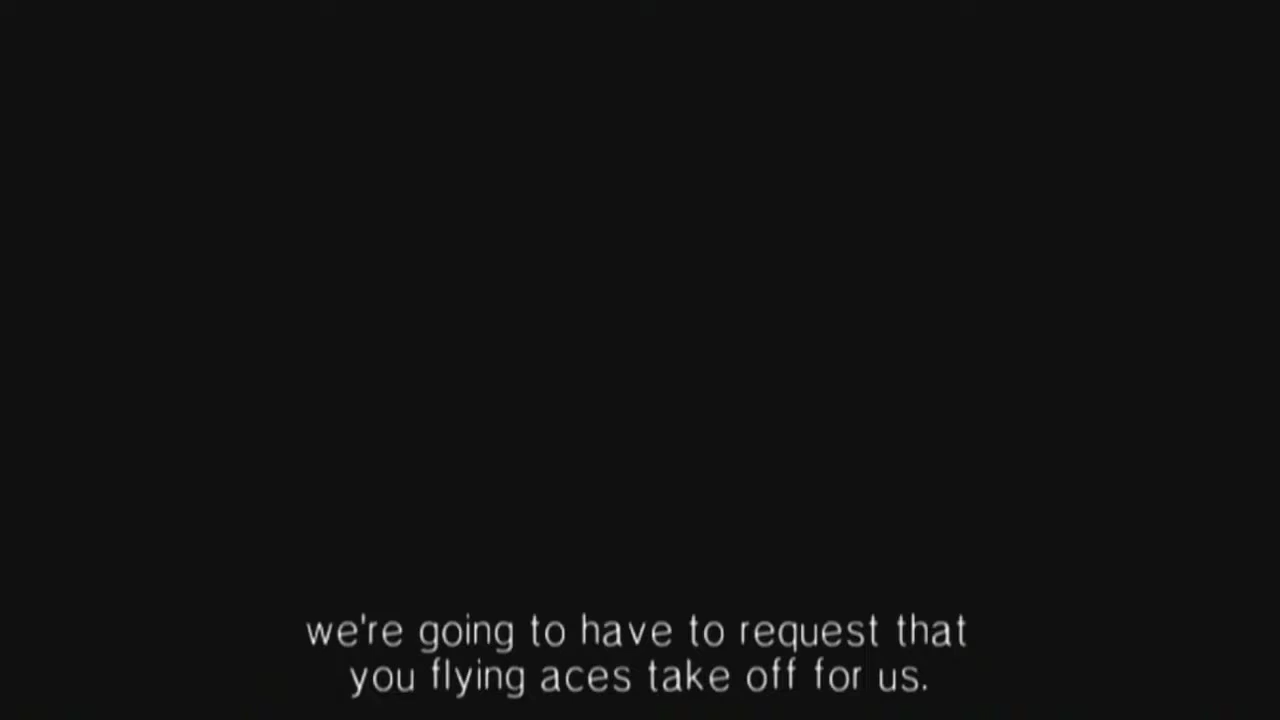 we're going to have to request that
you flying aces take off for us.